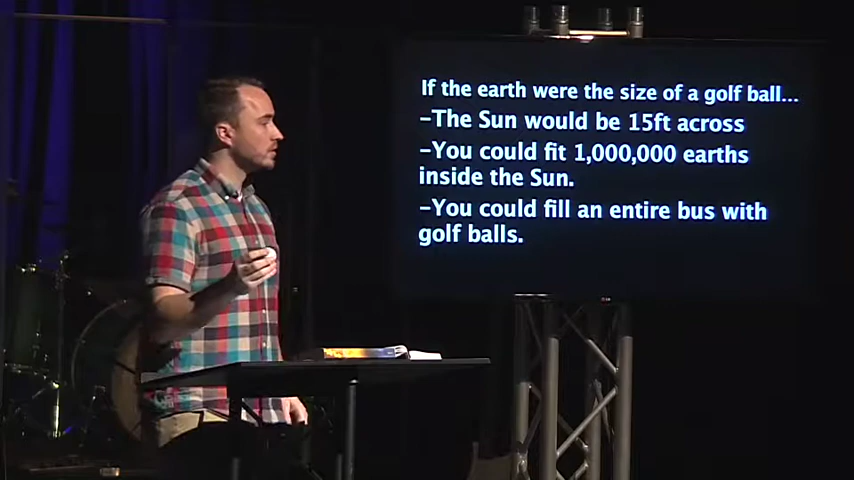 If the earth were the size of a golf ball...
-The Sun would be 15ft across
-You could fit 1,000,000 earths
inside the Sun.
-You could fill an entire bus with
golf balls.